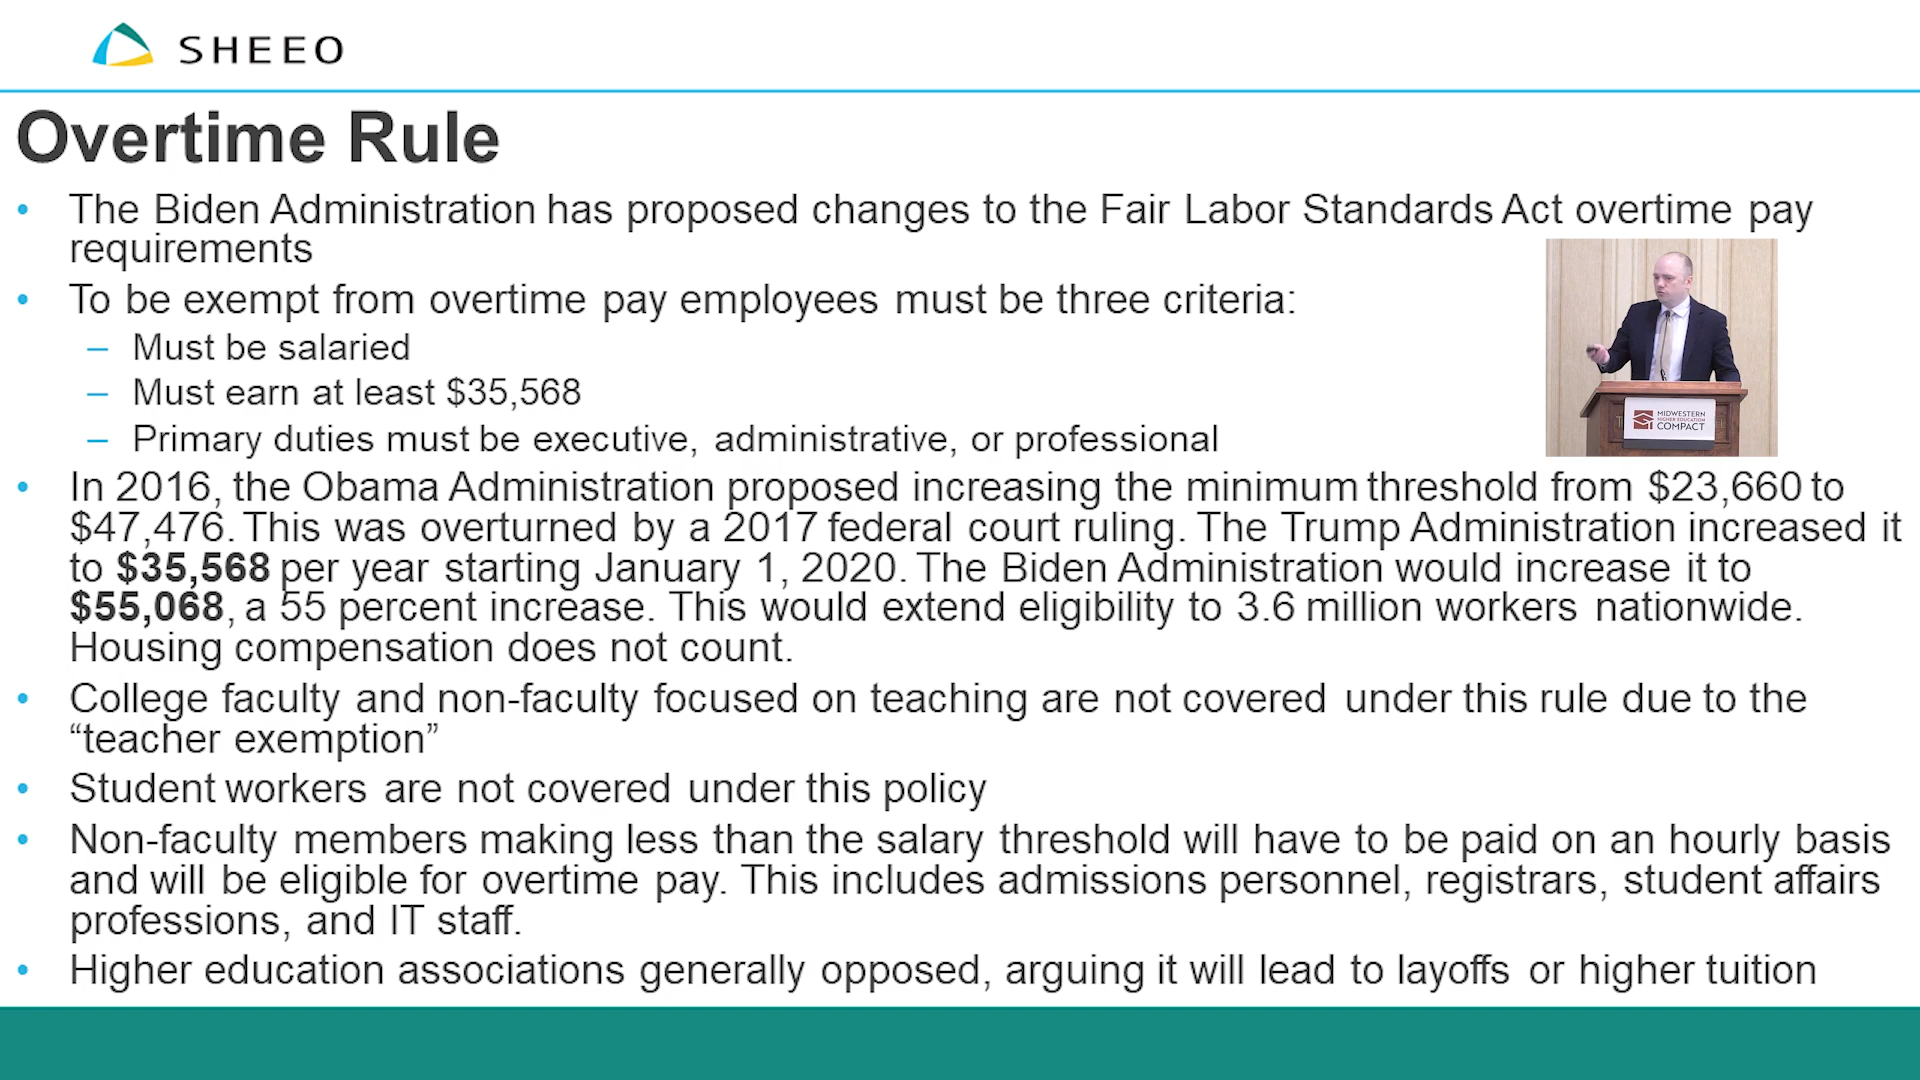 SHEEO
Overtime Rule
• The Biden Administration has proposed changes to the Fair Labor Standards Act overtime pay
requirements
• To be exempt from overtime pay employees must be three criteria:
– Must be salaried
– Must earn at least $35,568
– Primary duties must be executive, administrative, or professional
MIDWESTERN
HIGHER EDUCATION
COMPACT
• In 2016, the Obama Administration proposed increasing the minimum threshold from $23,660 to
$47,476. This was overturned by a 2017 federal court ruling. The Trump Administration increased it
to $35,568 per year starting January 1, 2020. The Biden Administration would increase it to
$55,068, a 55 percent increase. This would extend eligibility to 3.6 million workers nationwide.
Housing compensation does not count.
• College faculty and non-faculty focused on teaching are not covered under this rule due to the
“teacher exemption”
• Student workers are not covered under this policy
• Non-faculty members making less than the salary threshold will have to be paid on an hourly basis
and will be eligible for overtime pay. This includes admissions personnel, registrars, student affairs
professions, and IT staff.
• Higher education associations generally opposed, arguing it will lead to layoffs or higher tuition